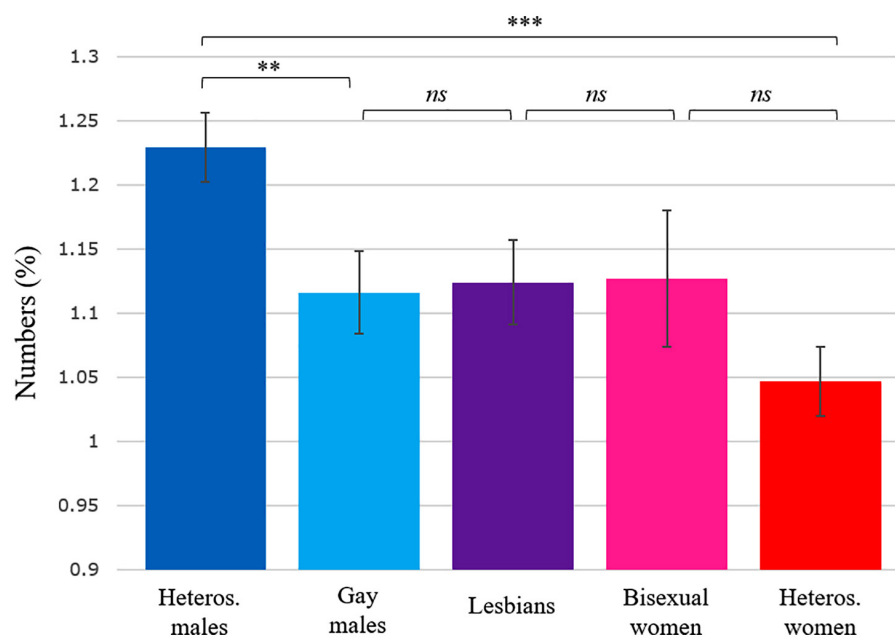 ***
1.3
**
ns
ns
ns
1.25
1.2
1.15
1.1
1.05
1
0.95
0.9
Numbers (%)
Heteros.
males
Gay
males
Lesbians
Bisexual
women
Heteros.
women